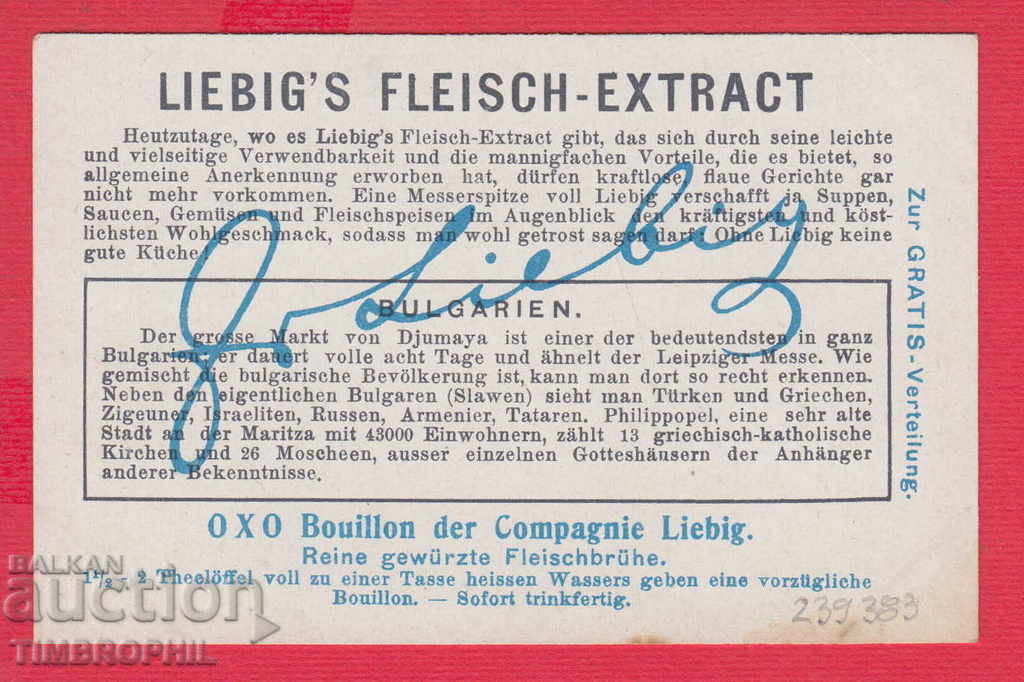 LIEBIG'S FLEISCH-EXTRACT
Heutzutage, wo es Liebig's Fleisch-Extract gibt, das sich durch seine leichte
und vielseitige Verwendbarkeit und die mannigfachen Vorteile, die es bietet, so
allgemeine Anerkennung erworben hat, dürfen kraftlose, flaue Gerichte gar
nicht mehr vorkommen. Eine Messerspitze voll Liebig verschafft ja Suppen,
Saucen, Gemüsen und Fleischspeisen im Augenblick den kräftigsten und köst-
lichsten Wohlgeschmack, sodass man wohl getrost sagen darf: Ohne Liebig keine
gute Küche!
J v Liebig
BULGARIEN.
Der grosse Markt von Djumaya ist einer der bedeutendsten in ganz
Bulgarien; er dauert volle acht Tage und ähnelt der Leipziger Messe. Wie
gemischt die bulgarische Bevölkerung ist, kann man dort so recht erkennen.
Neben den eigentlichen Bulgaren (Slawen) sieht man Türken und Griechen,
Zigeuner, Israeliten, Russen, Armenier, Tataren. Philippopel, eine sehr alte
Stadt an der Maritza mit 43000 Einwohnern, zählt 13 griechisch-katholische
Kirchen und 26 Moscheen, ausser einzelnen Gotteshäusern der Anhänger
anderer Bekenntnisse.
Zur GRATIS-Verteilung.
OXO Bouillon der Compagnie Liebig.
Reine gewürzte Fleischbrühe.
1½ - 2 Theelöffel voll zu einer Tasse heissen Wassers geben eine vorzügliche
Bouillon. — Sofort trinkfertig.
239383
BALKAN
auction
TIMBROPHIL